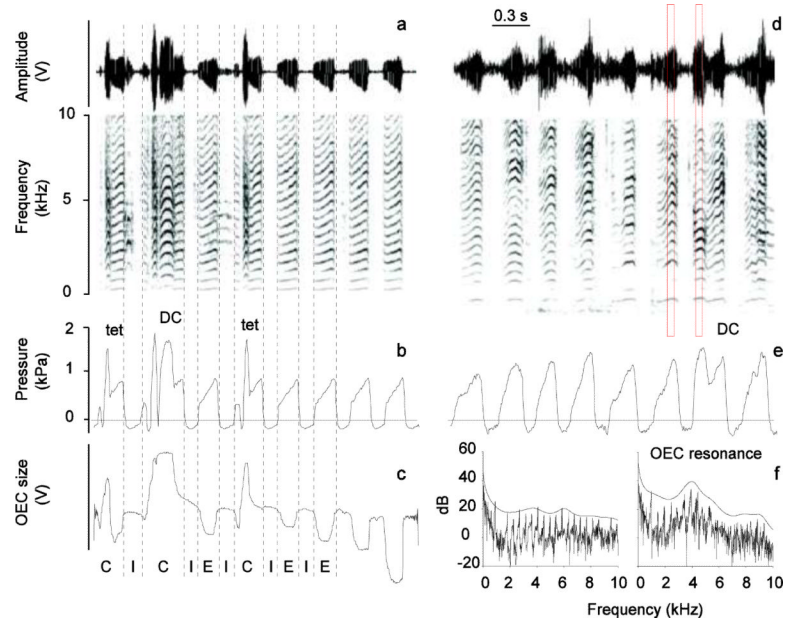 a
0.3 s
d
Amplitude
(V)
10
Frequency
(kHz)
5
0
tet
DC
tet
DC
2
b
e
Pressure
(kPa)
1
0
OEC size
(V)
c
C I C I E I C I E I E
OEC resonance
f
dB
60
40
20
0
-20
0 2 4 6 8 10
0 2 4 6 8 10
Frequency (kHz)